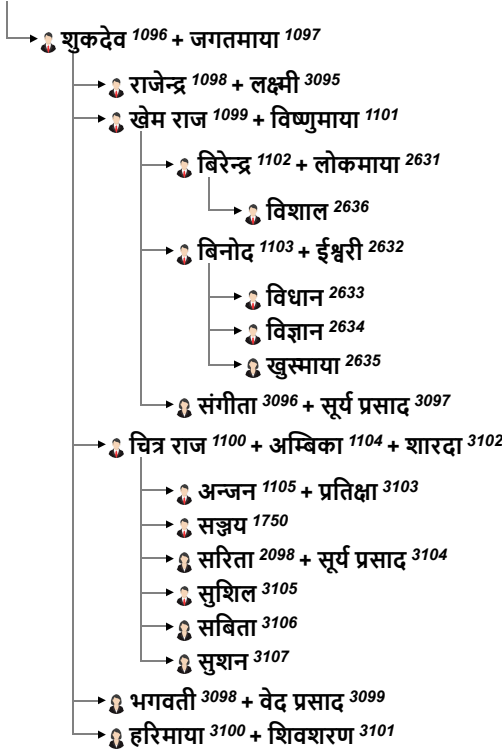 शुकदेव 1096 + जगतमाया 1097
राजेन्द्र 1098 + लक्ष्मी 3095
खेम राज 1099 + विष्णुमाया 1101
बिरेन्द्र 1102 + लोकमाया 2631
विशाल 2636
बिनोद 1103 + ईश्वरी 2632
विधान 2633
विज्ञान 2634
खुस्माया 2635
संगीता 3096 + सूर्य प्रसाद 3097
चित्र राज 1100 + अम्बिका 1104 + शारदा 3102
अन्जन 1105 + प्रतिक्षा 3103
सञ्जय 1750
सरिता 2098 + सूर्य प्रसाद 3104
सुशिल 3105
सबिता 3106
सुशन 3107
भगवती 3098 + वेद प्रसाद 3099
हरिमाया 3100 + शिवशरण 3101